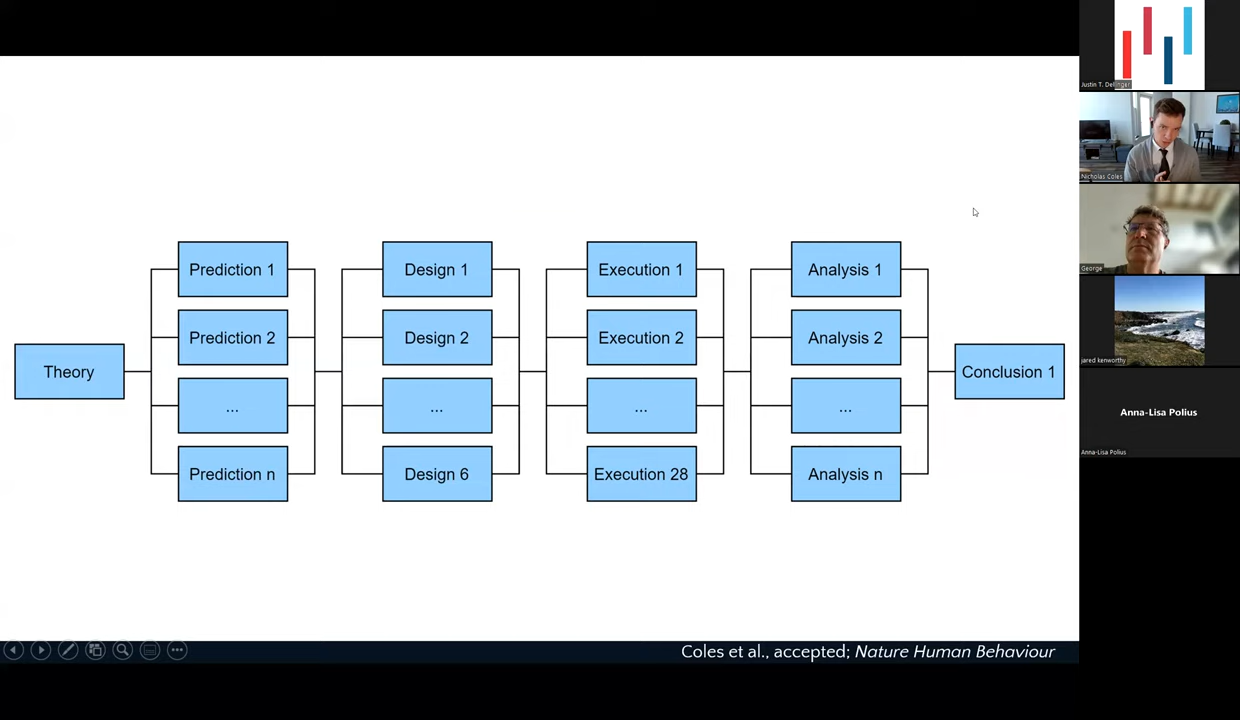 Theory
Prediction 1
Prediction 2
...
Prediction n
Design 1
Design 2
...
Design 6
Execution 1
Execution 2
...
Execution 28
Analysis 1
Analysis 2
...
Analysis n
Conclusion 1
Coles et al., accepted; Nature Human Behaviour
Justin T. Dellinger
Nicholas Coles
George
jared kenworthy
Anna-Lisa Polius
Anna-Lisa Polius